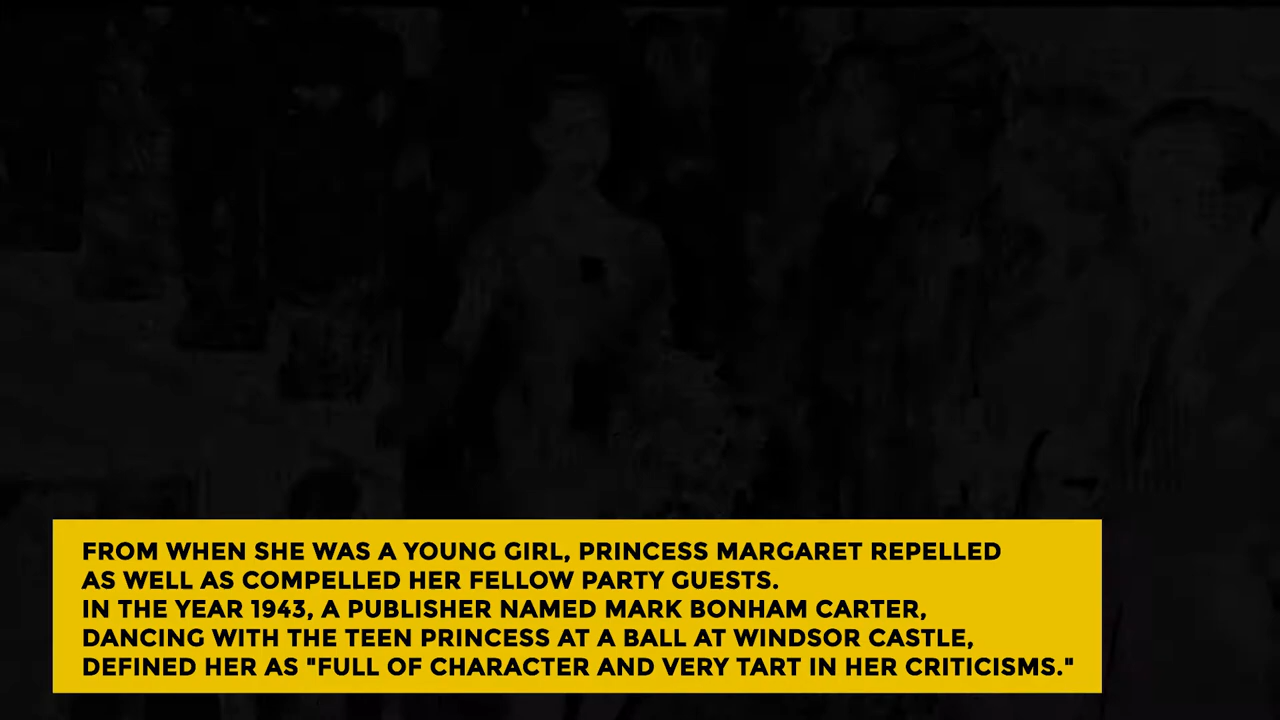 FROM WHEN SHE WAS A YOUNG GIRL, PRINCESS MARGARET REPELLED
AS WELL AS COMPELLED HER FELLOW PARTY GUESTS.
IN THE YEAR 1943, A PUBLISHER NAMED MARK BONHAM CARTER,
DANCING WITH THE TEEN PRINCESS AT A BALL AT WINDSOR CASTLE,
DEFINED HER AS "FULL OF CHARACTER AND VERY TART IN HER CRITICISMS."